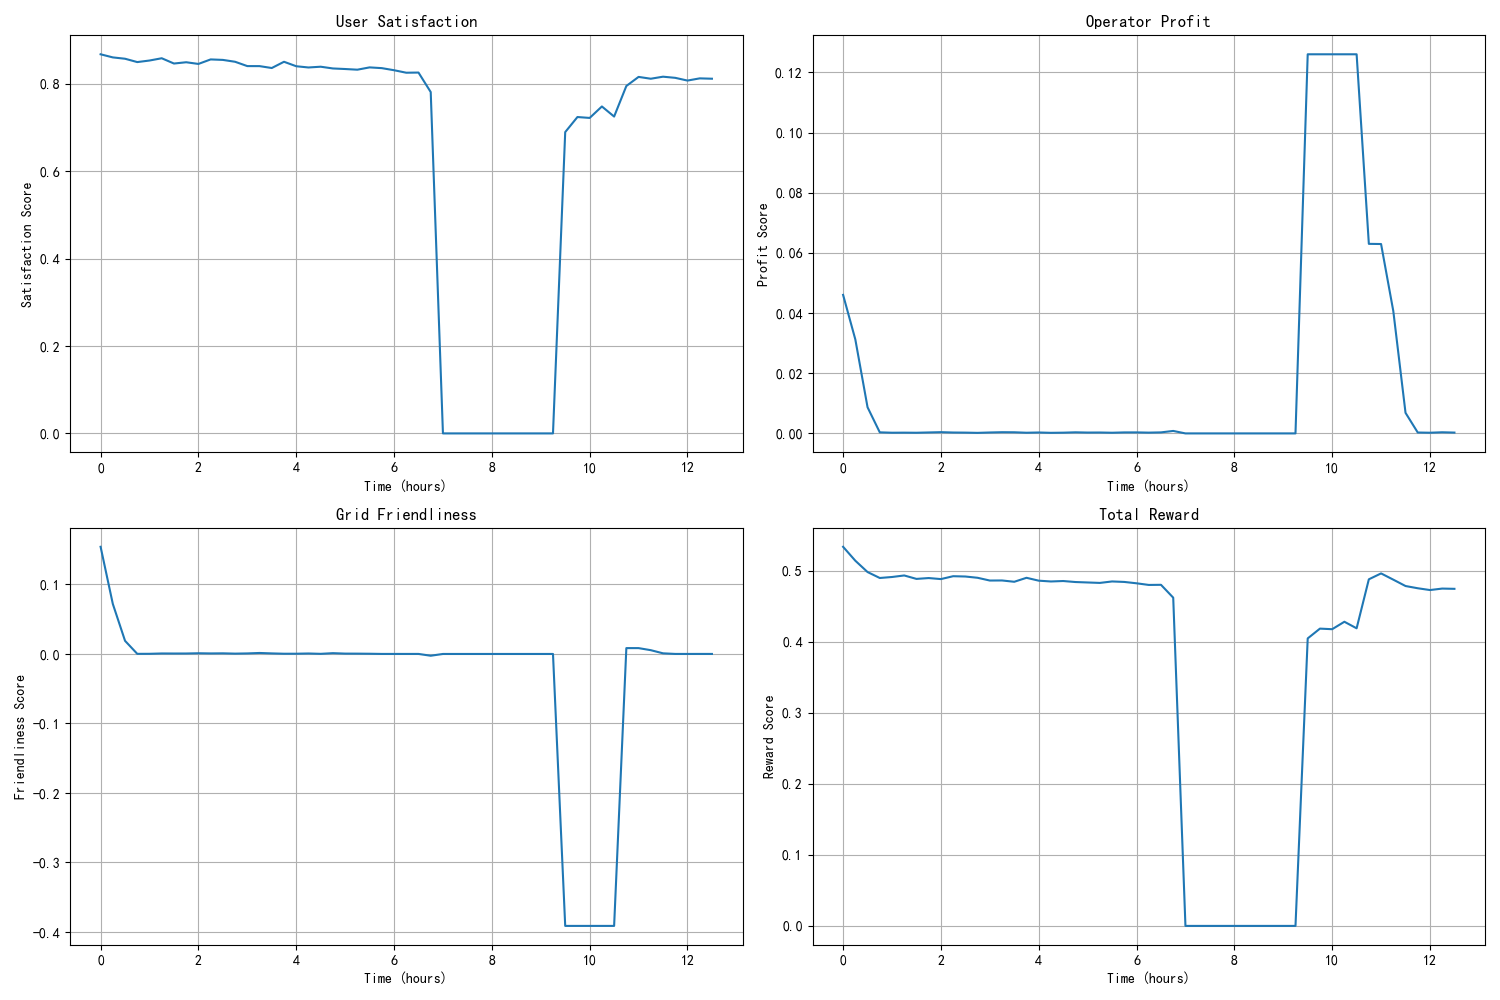 User Satisfaction
Satisfaction Score
0.8
0.6
0.4
0.2
0.0
0 2 4 6 8 10 12
Time (hours)
Operator Profit
Profit Score
0.12
0.10
0.08
0.06
0.04
0.02
0.00
0 2 4 6 8 10 12
Time (hours)
Grid Friendliness
Friendliness Score
0.1
0.0
−0.1
−0.2
−0.3
−0.4
0 2 4 6 8 10 12
Time (hours)
Total Reward
Reward Score
0.5
0.4
0.3
0.2
0.1
0.0
0 2 4 6 8 10 12
Time (hours)